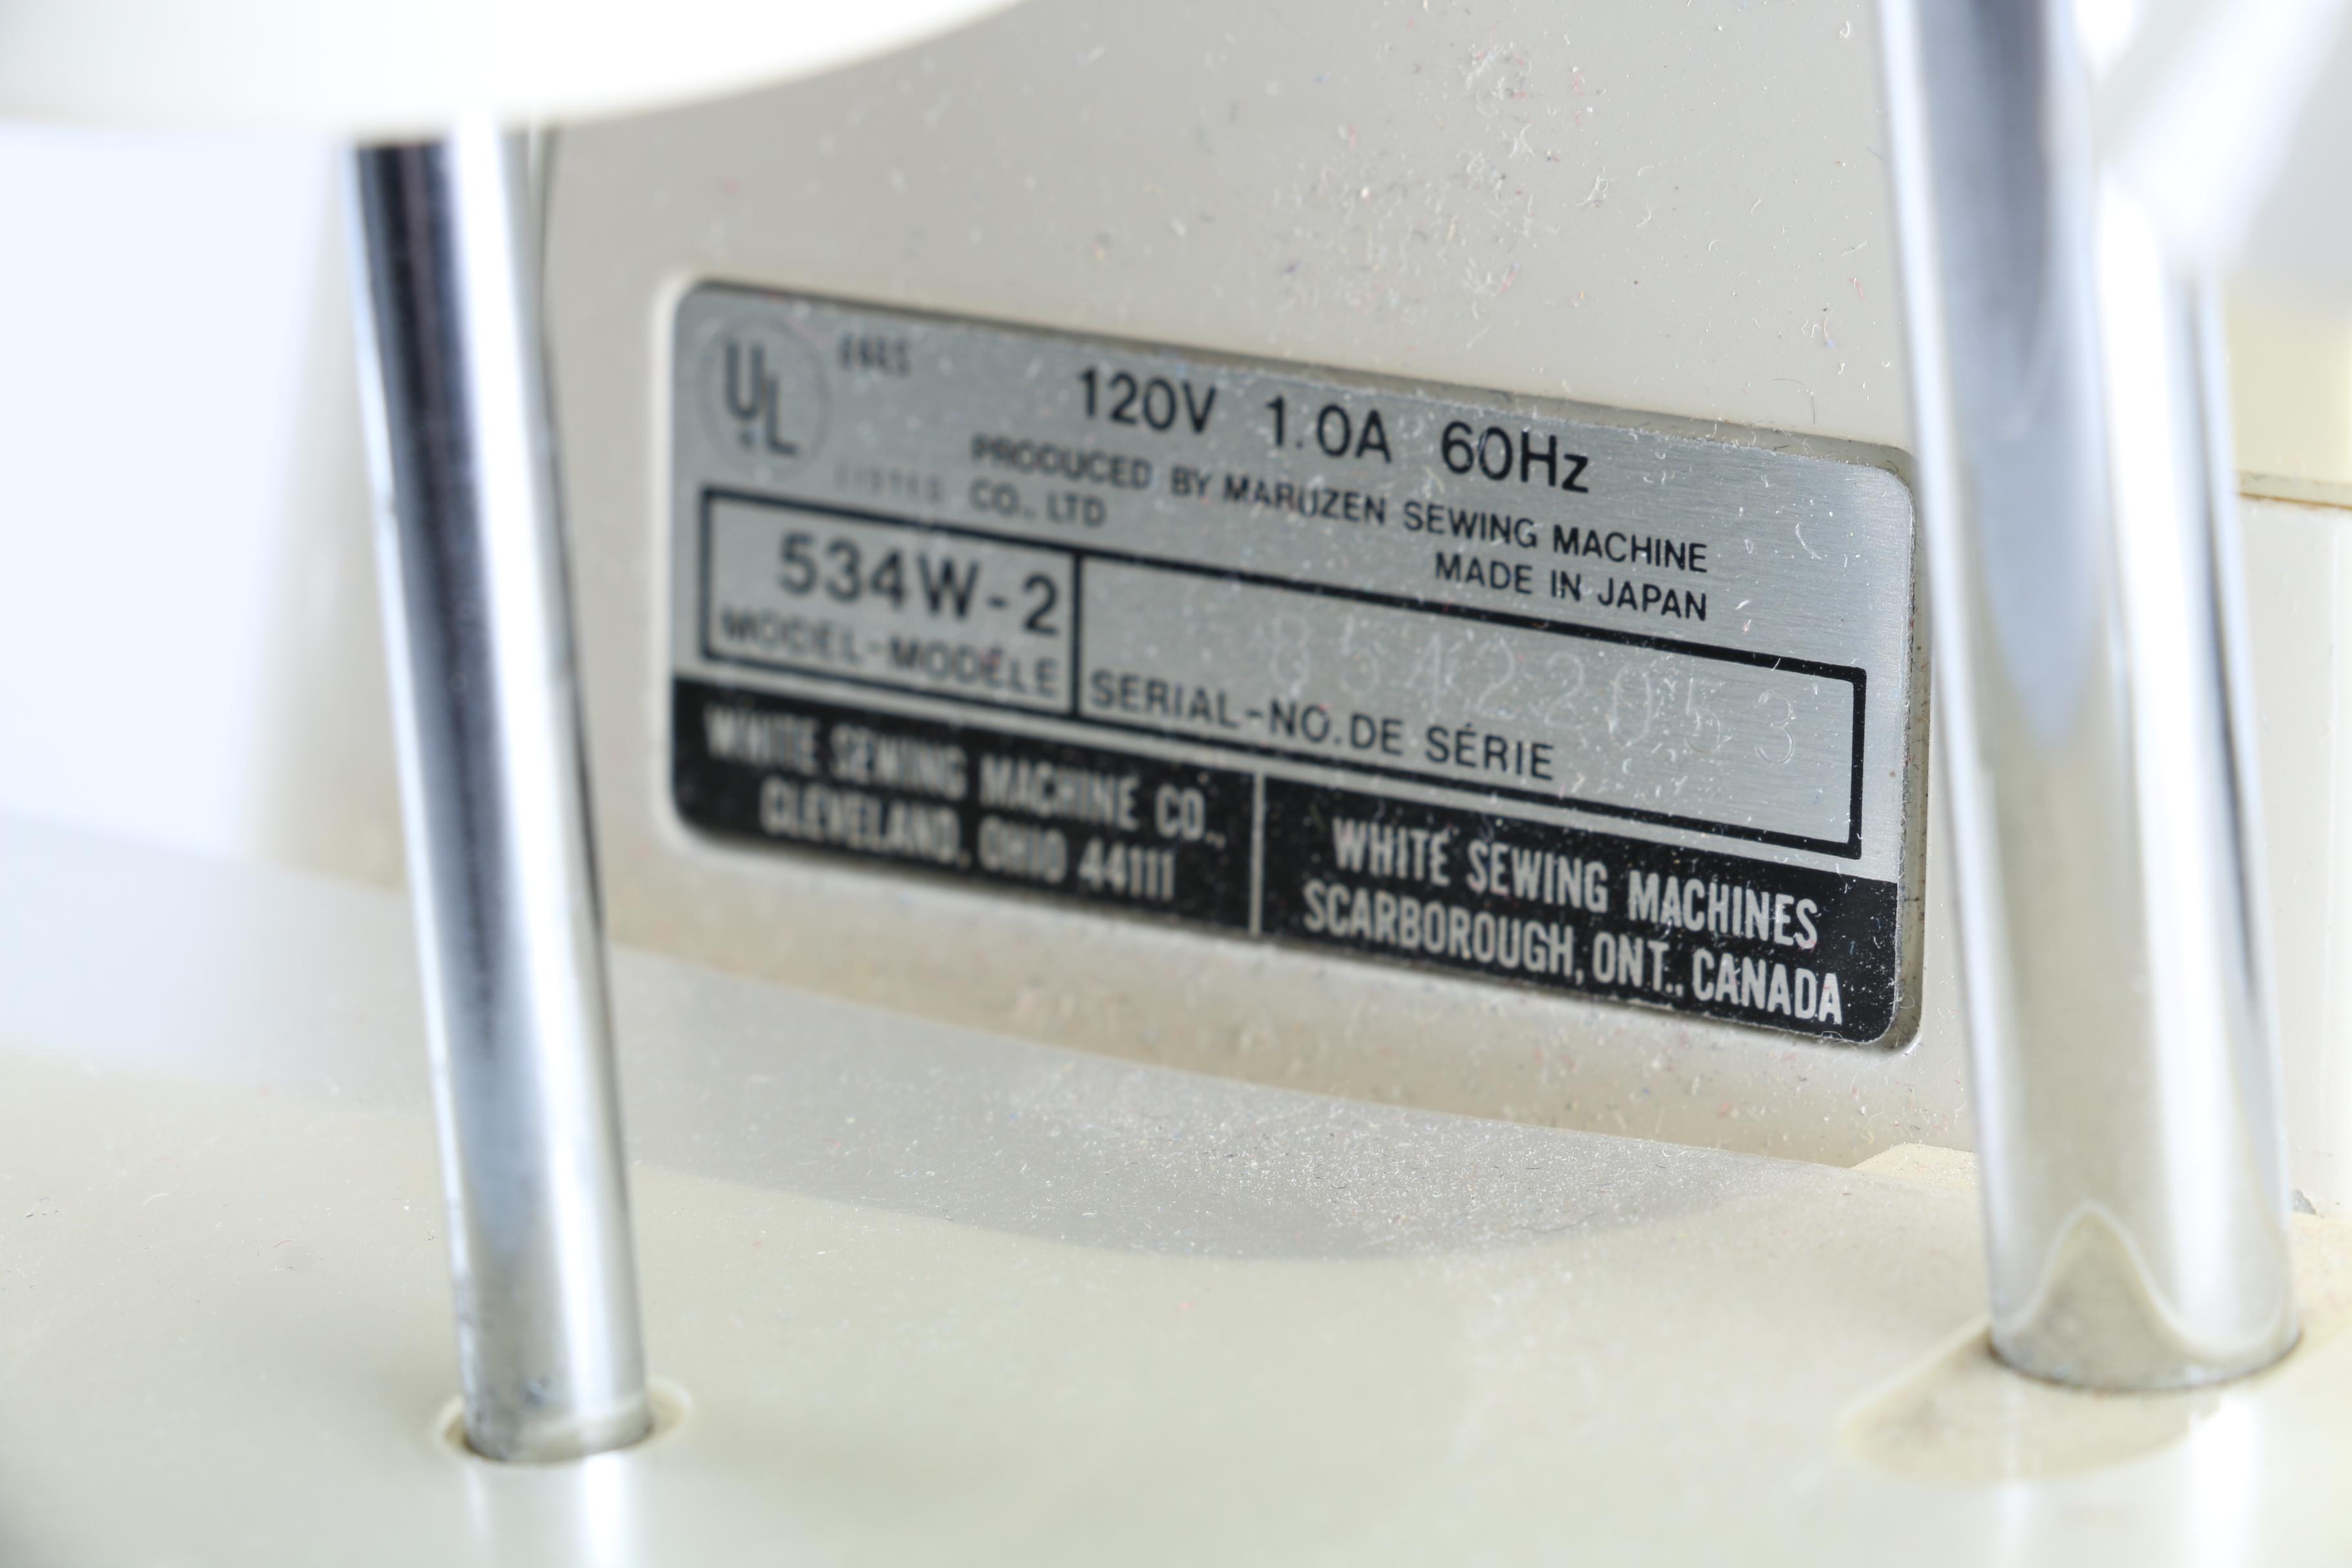 UL
120V 1.0A 60Hz
PRODUCED BY MARUZEN SEWING MACHINE
LISTED CO., LTD
MADE IN JAPAN
534W-2
MODEL-MODÈLE
SERIAL-NO.DE SÉRIE
WHITE SEWING MACHINE CO.,
CLEVELAND, OHIO 44111
WHITE SEWING MACHINES
SCARBOROUGH, ONT., CANADA